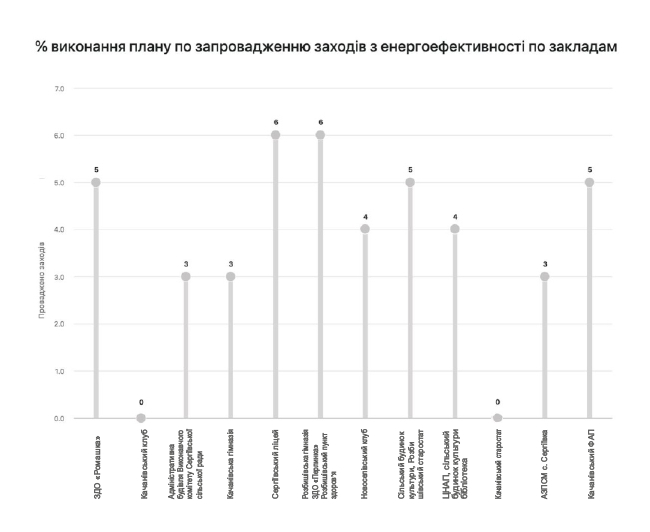 % виконання плану по запровадженню заходів з енергоефективності по закладам
7.0
6.0
5.0
4.0
3.0
2.0
1.0
0.0
Проваджено заходів
5
0
3
3
6
6
4
5
4
0
3
5
ЗДО «Ромашка»
Качанівський клуб
Адміністративна
будівля Виконавчого
комітету Сергіївської
сільської ради
Качанівська гімназія
Сергіївський ліцей
Розбишівська гімназія
ЗДО «Перлинка»
Розбишівський пункт
здоров'я
Новоселівський клуб
Сільський будинок
культури, Розби
шівський старостат
ЦНАП, сільський
будинок культури
бібліотека
Качанівський старостат
АЗПСМ с. Сергіївка
Качанівський ФАП